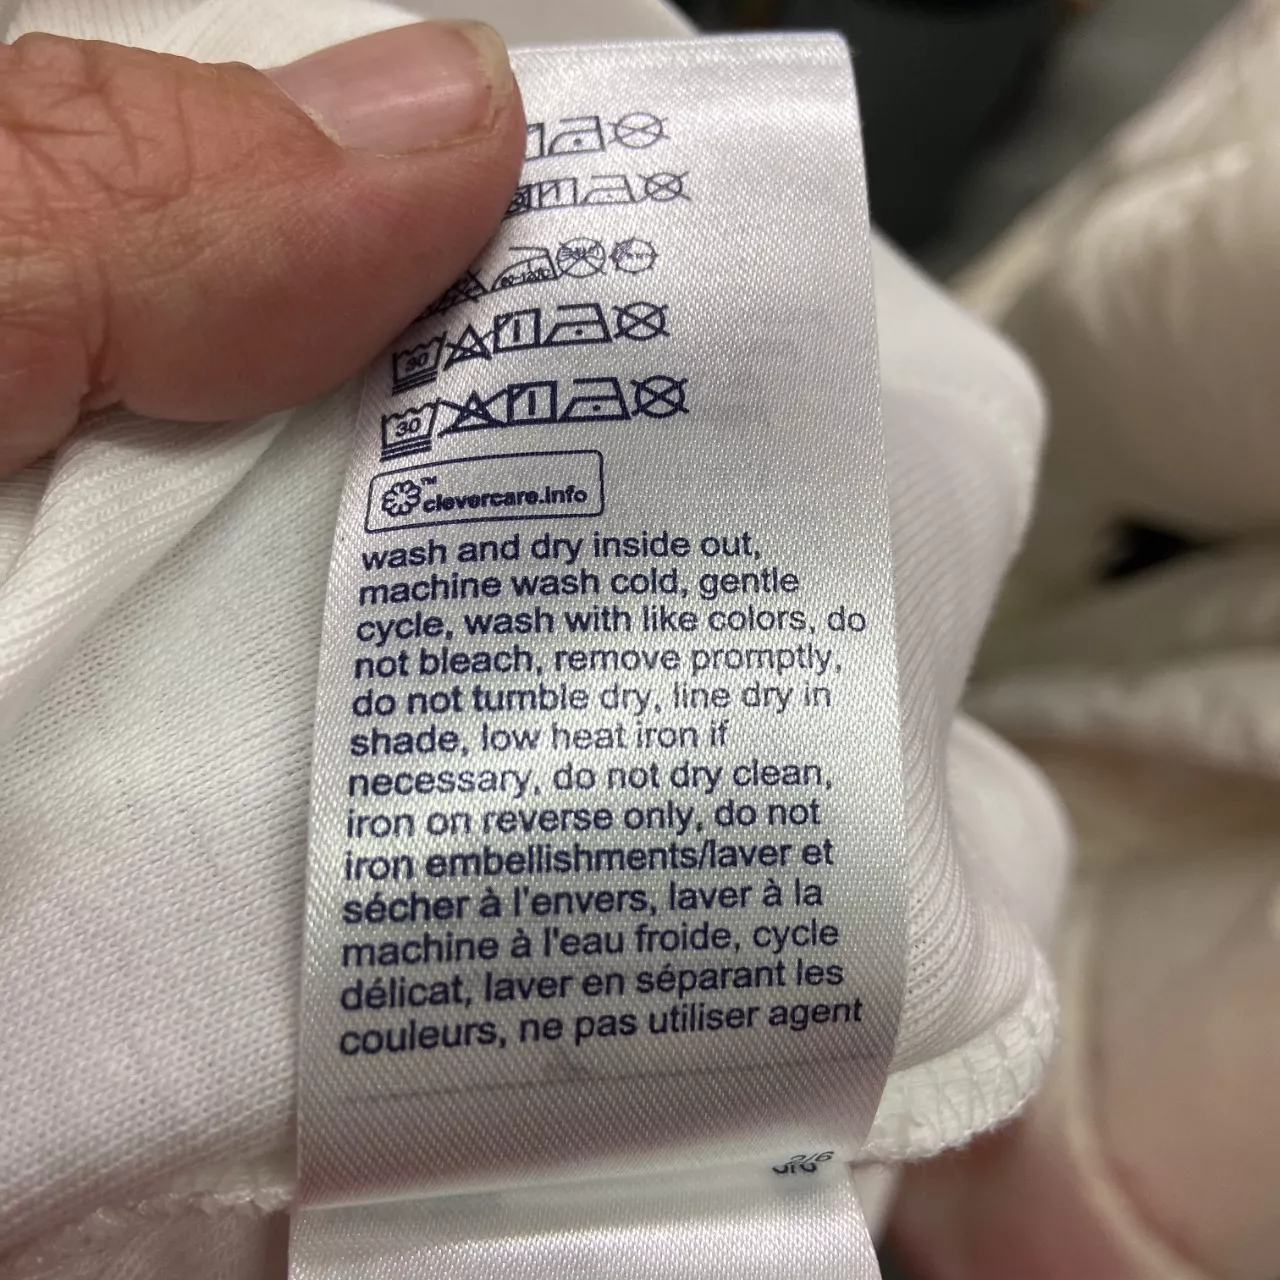 30
30
™
clevercare.info
wash and dry inside out,
machine wash cold, gentle
cycle, wash with like colors, do
not bleach, remove promptly,
do not tumble dry, line dry in
shade, low heat iron if
necessary, do not dry clean,
iron on reverse only, do not
iron embellishments/laver et
sécher à l'envers, laver à la
machine à l'eau froide, cycle
délicat, laver en séparant les
couleurs, ne pas utiliser agent